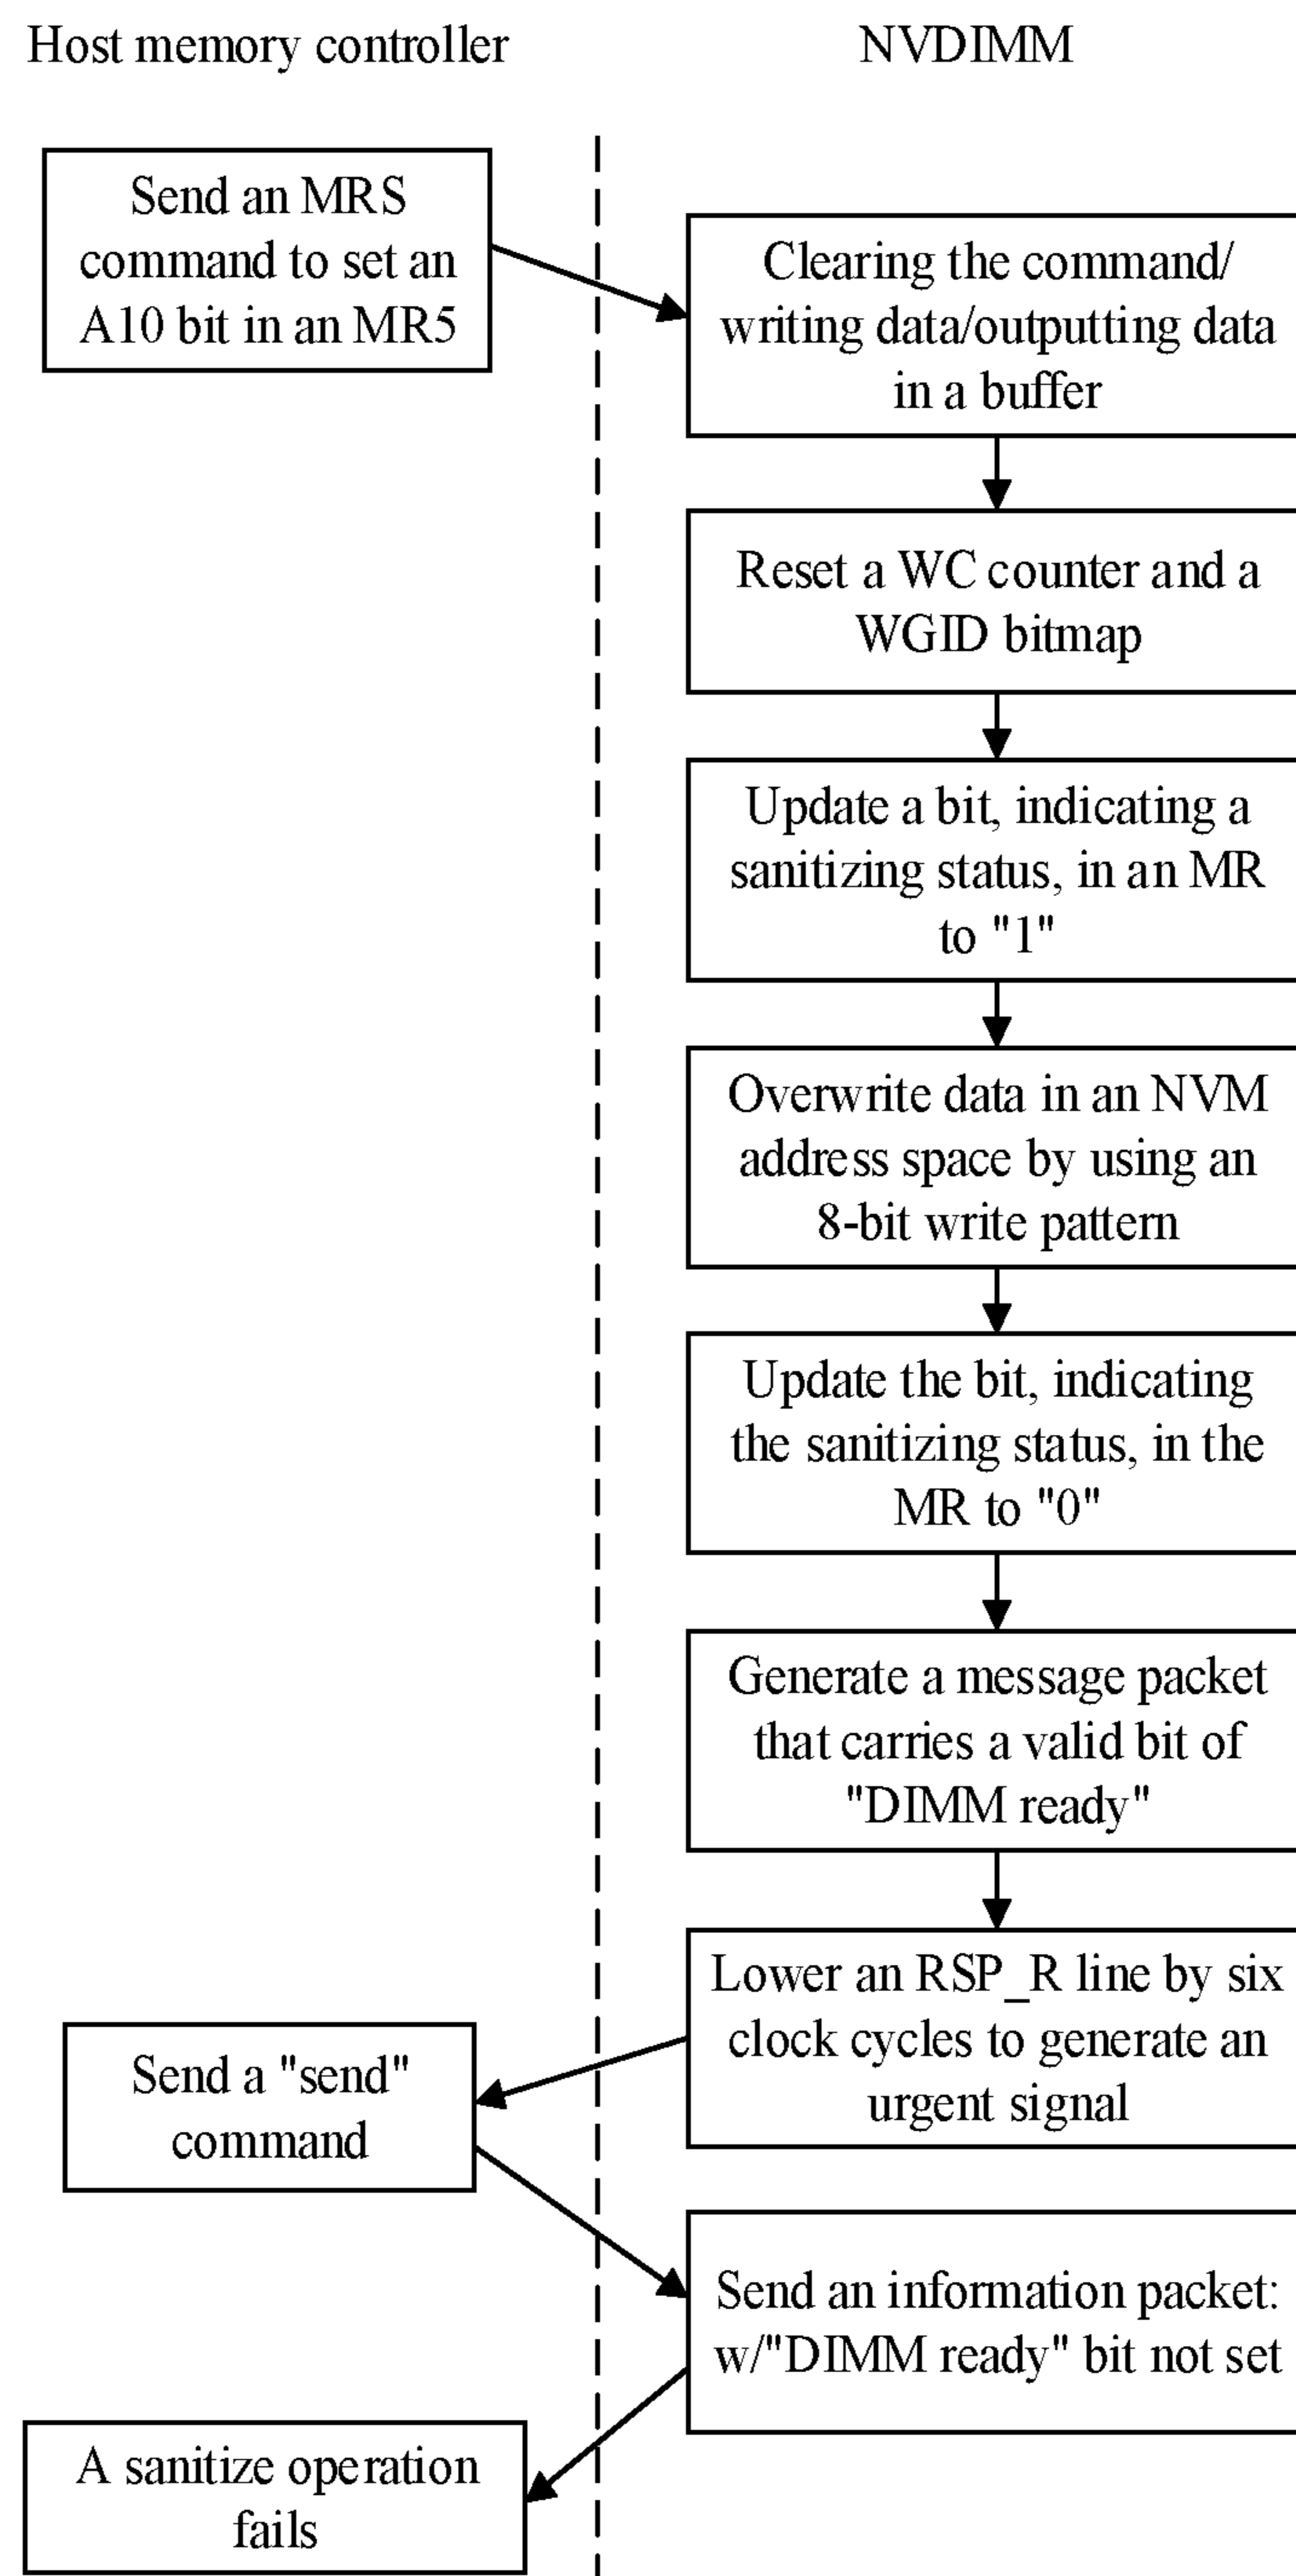 Host memory controller
NVDIMM
Send an MRS
command to set an
A10 bit in an MR5
Clearing the command/
writing data/outputting data
in a buffer
Reset a WC counter and a
WGID bitmap
Update a bit, indicating a
sanitizing status, in an MR
to "1"
Overwrite data in an NVM
address space by using an
8-bit write pattern
Update the bit, indicating
the sanitizing status, in the
MR to "0"
Generate a message packet
that carries a valid bit of
"DIMM ready"
Lower an RSP_R line by six
clock cycles to generate an
urgent signal
Send a "send"
command
Send an information packet:
w/"DIMM ready" bit not set
A sanitize operation
fails